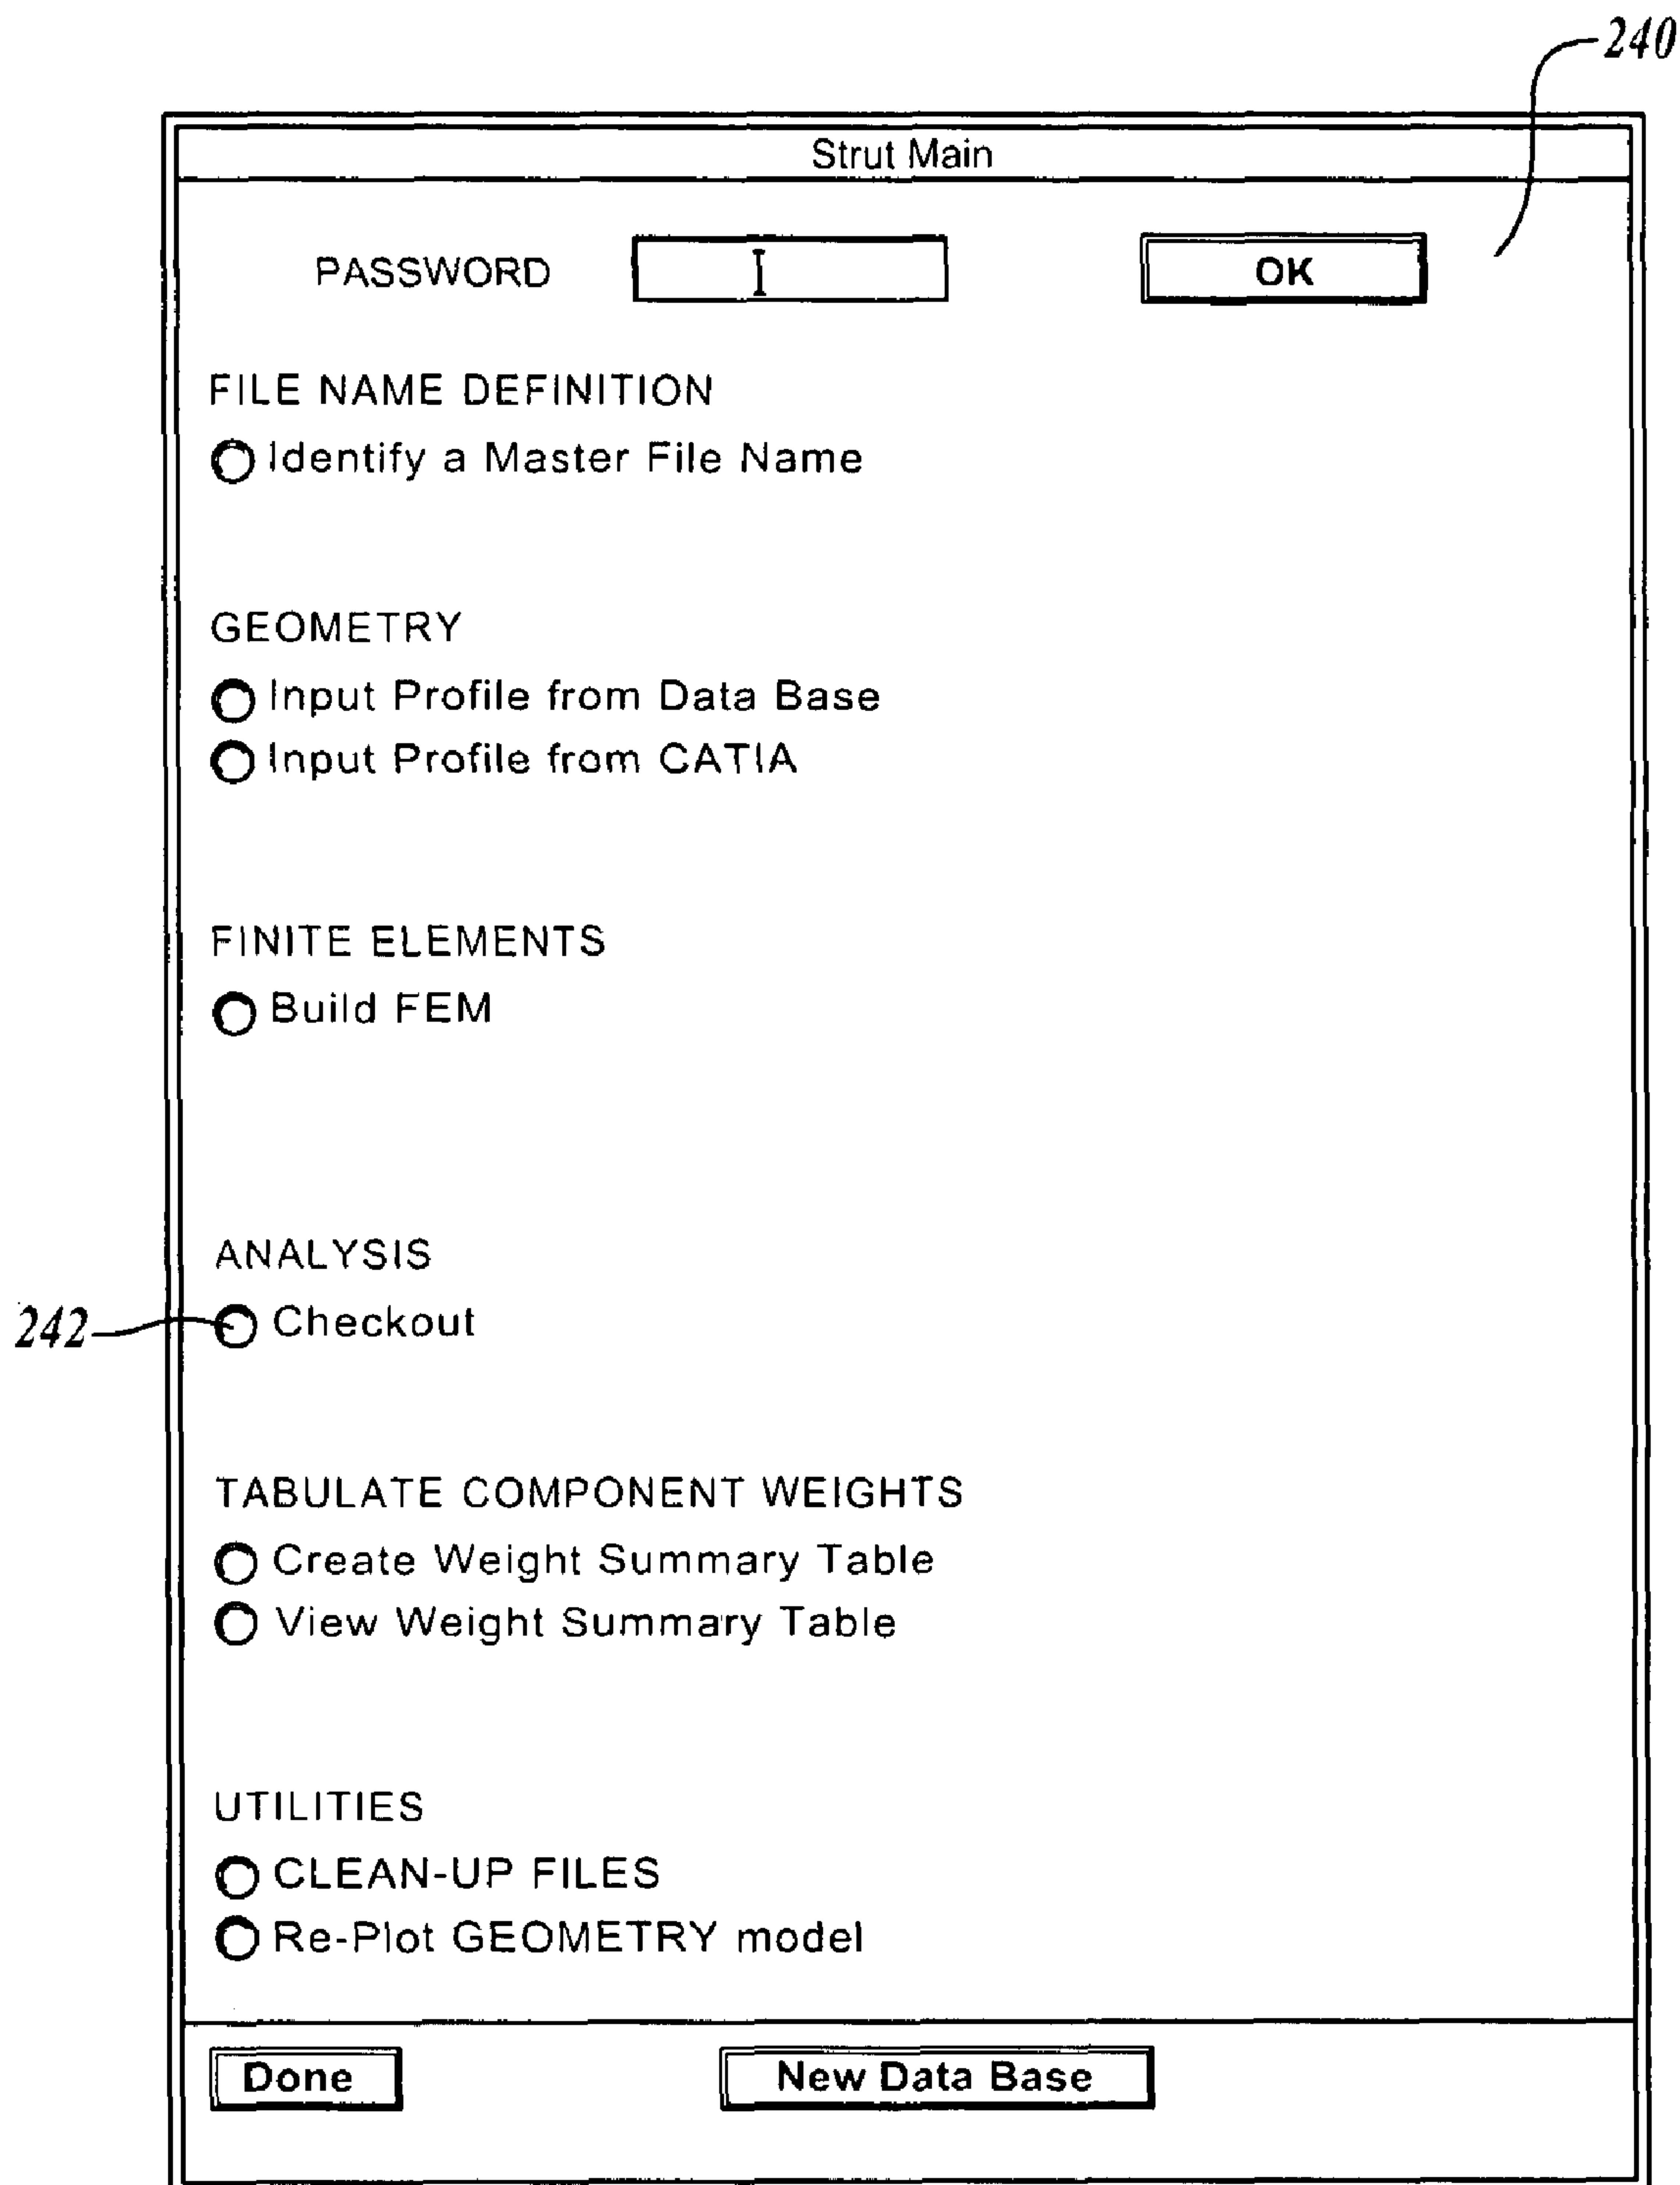 240
Strut Main
PASSWORD OK
FILE NAME DEFINITION
Identify a Master File Name
GEOMETRY
Input Profile from Data Base
Input Profile from CATIA
FINITE ELEMENTS
Build FEM
ANALYSIS
242 Checkout
TABULATE COMPONENT WEIGHTS
Create Weight Summary Table
View Weight Summary Table
UTILITIES
CLEAN-UP FILES
Re-Plot GEOMETRY model
Done New Data Base